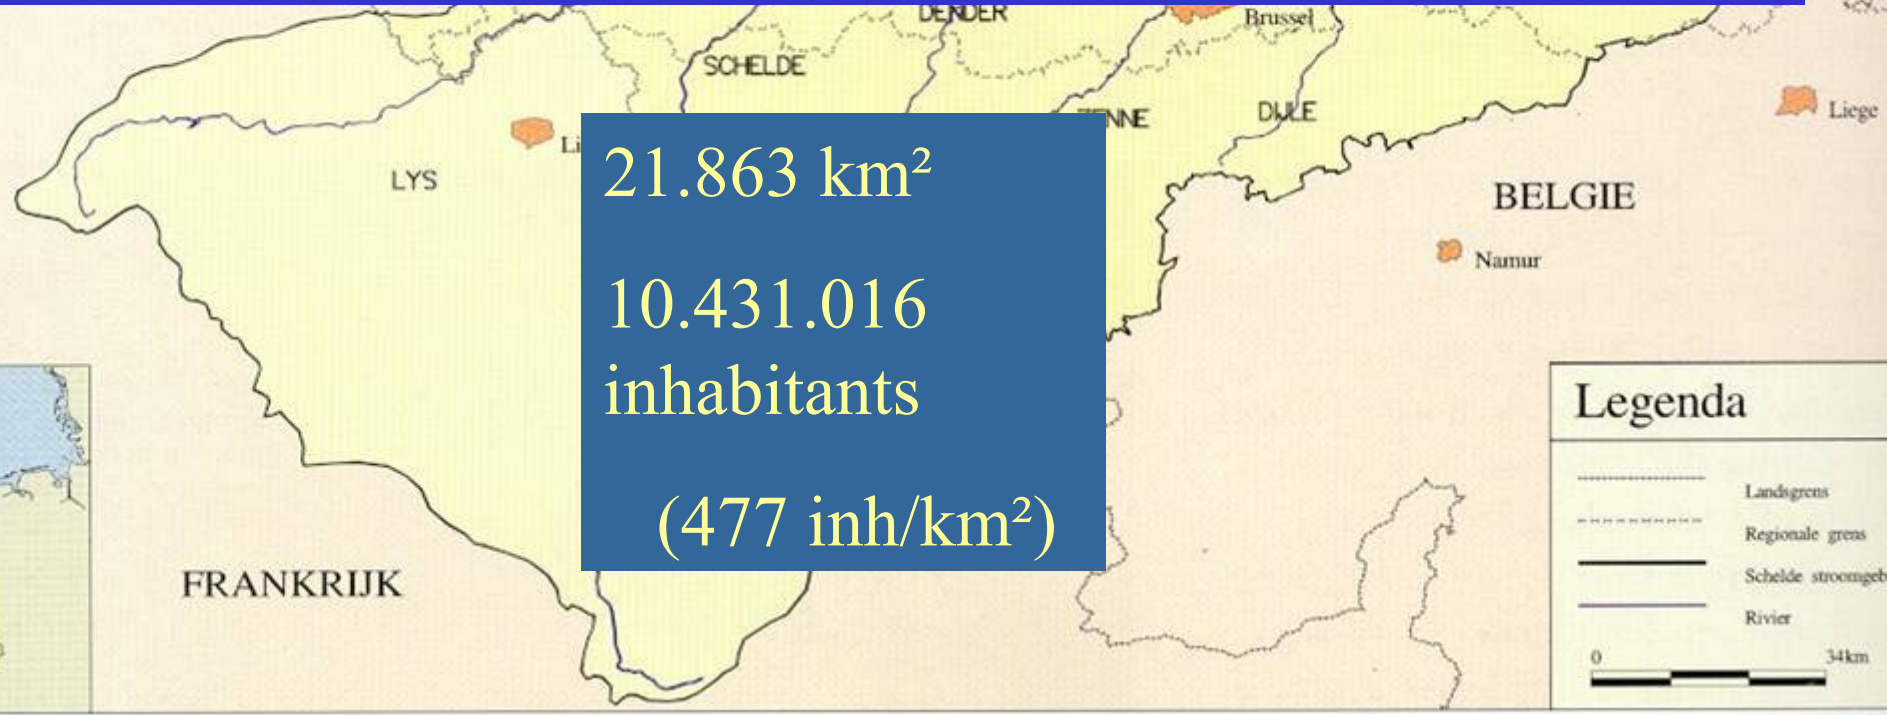 DENDER
Brussel
SCHELDE
Liege
DIJLE
LYS
BELGIE
Namur
21.863 km²
10.431.016
inhabitants
(477 inh/km²)
FRANKRIJK
Legenda
Landsgrens
Regionale grens
Schelde
Rivier
0 34km